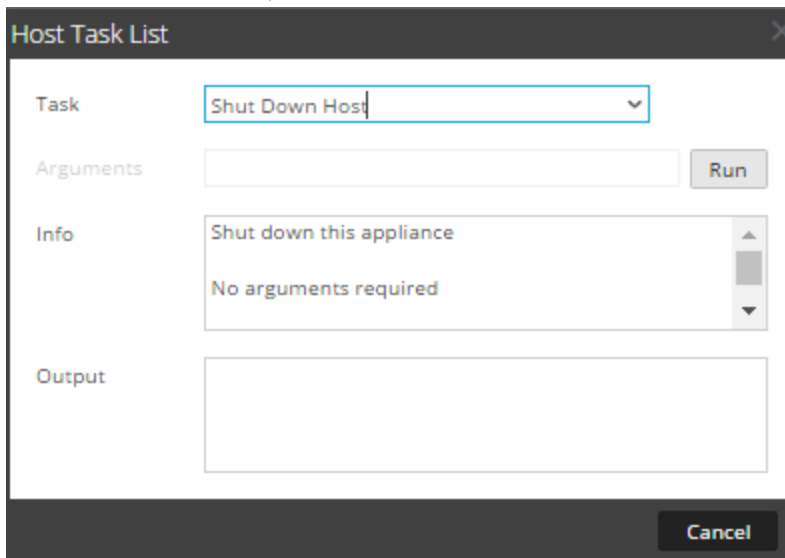 Host Task List
Task
Shut Down Host
Arguments
Run
Info
Shut down this appliance
No arguments required
Output
Cancel